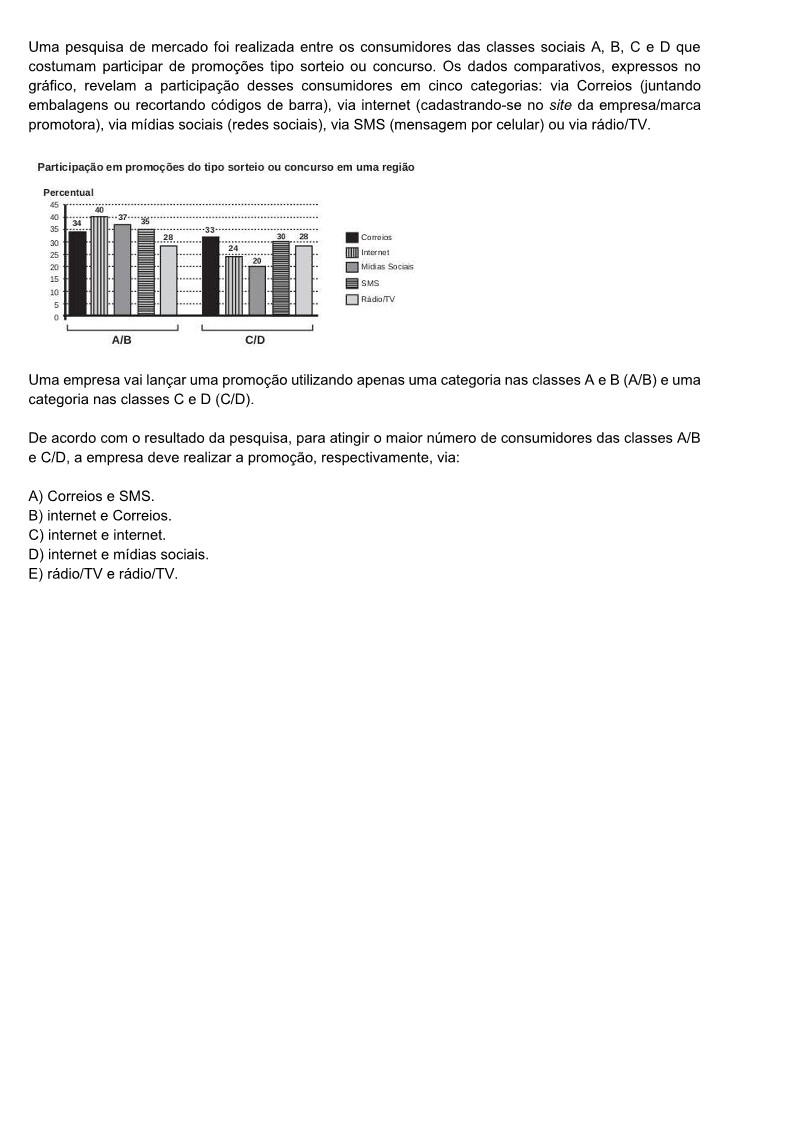 Uma pesquisa de mercado foi realizada entre os consumidores das classes sociais A, B, C e D que
costumam participar de promoções tipo sorteio ou concurso. Os dados comparativos, expressos no
gráfico, revelam a participação desses consumidores em cinco categorias: via Correios (juntando
embalagens ou recortando códigos de barra), via internet (cadastrando-se no site da empresa/marca
promotora), via mídias sociais (redes sociais), via SMS (mensagem por celular) ou via rádio/TV.
Participação em promoções do tipo sorteio ou concurso em uma região
Percentual
45
40
35
30
25
20
15
10
5
0
34
40
37
35
28
33
24
20
30
28
A/B
C/D
Correios
Internet
Mídias Sociais
SMS
Rádio/TV
Uma empresa vai lançar uma promoção utilizando apenas uma categoria nas classes A e B (A/B) e uma
categoria nas classes C e D (C/D).
De acordo com o resultado da pesquisa, para atingir o maior número de consumidores das classes A/B
e C/D, a empresa deve realizar a promoção, respectivamente, via:
A) Correios e SMS.
B) internet e Correios.
C) internet e internet.
D) internet e mídias sociais.
E) rádio/TV e rádio/TV.